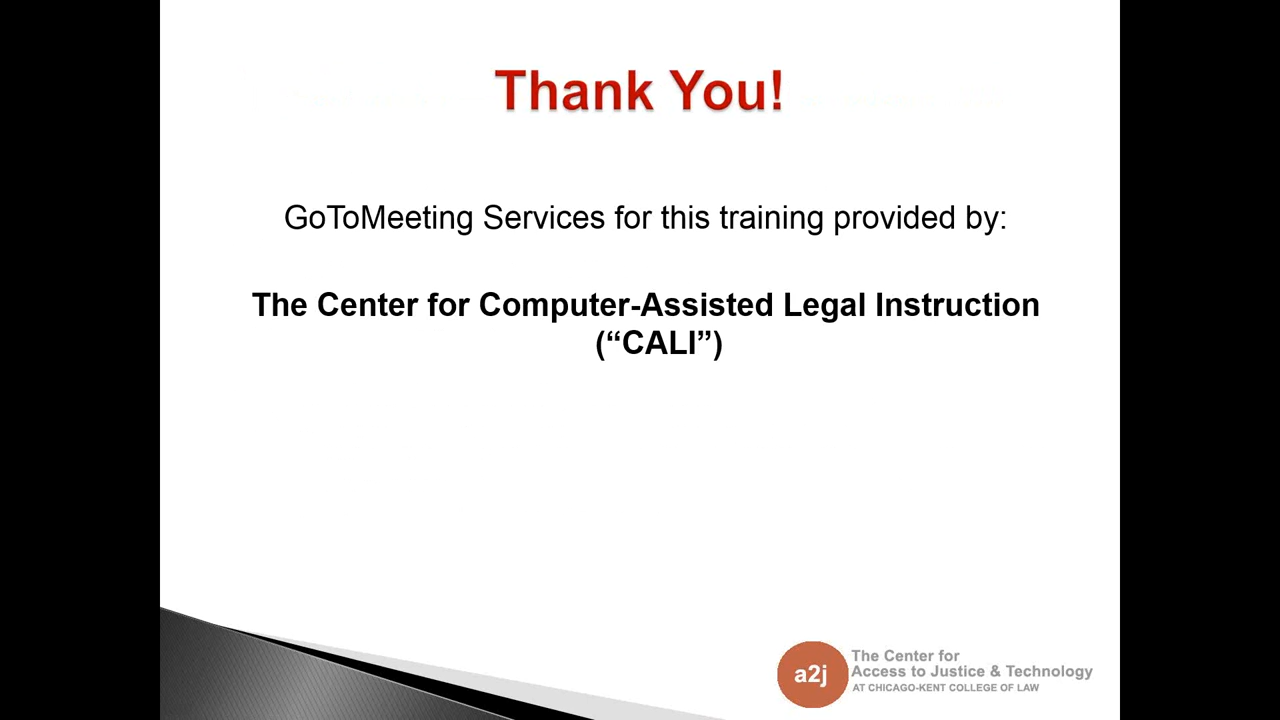 Thank You!
GoToMeeting Services for this training provided by:
The Center for Computer-Assisted Legal Instruction
(“CALI”)
a2j
The Center for
Access to Justice & Technology
AT CHICAGO-KENT COLLEGE OF LAW